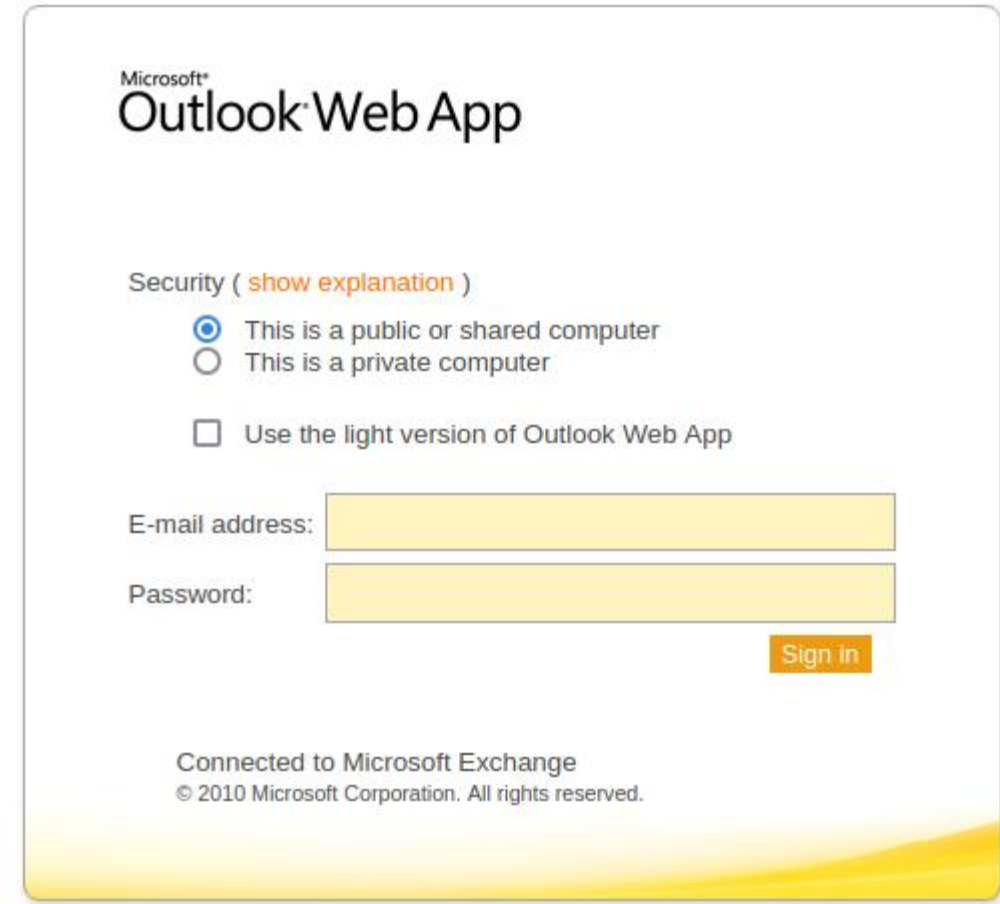 Microsoft®
Outlook® Web App
Security ( show explanation )
This is a public or shared computer
This is a private computer
Use the light version of Outlook Web App
E-mail address:
Password:
Sign in
Connected to Microsoft Exchange
© 2010 Microsoft Corporation. All rights reserved.